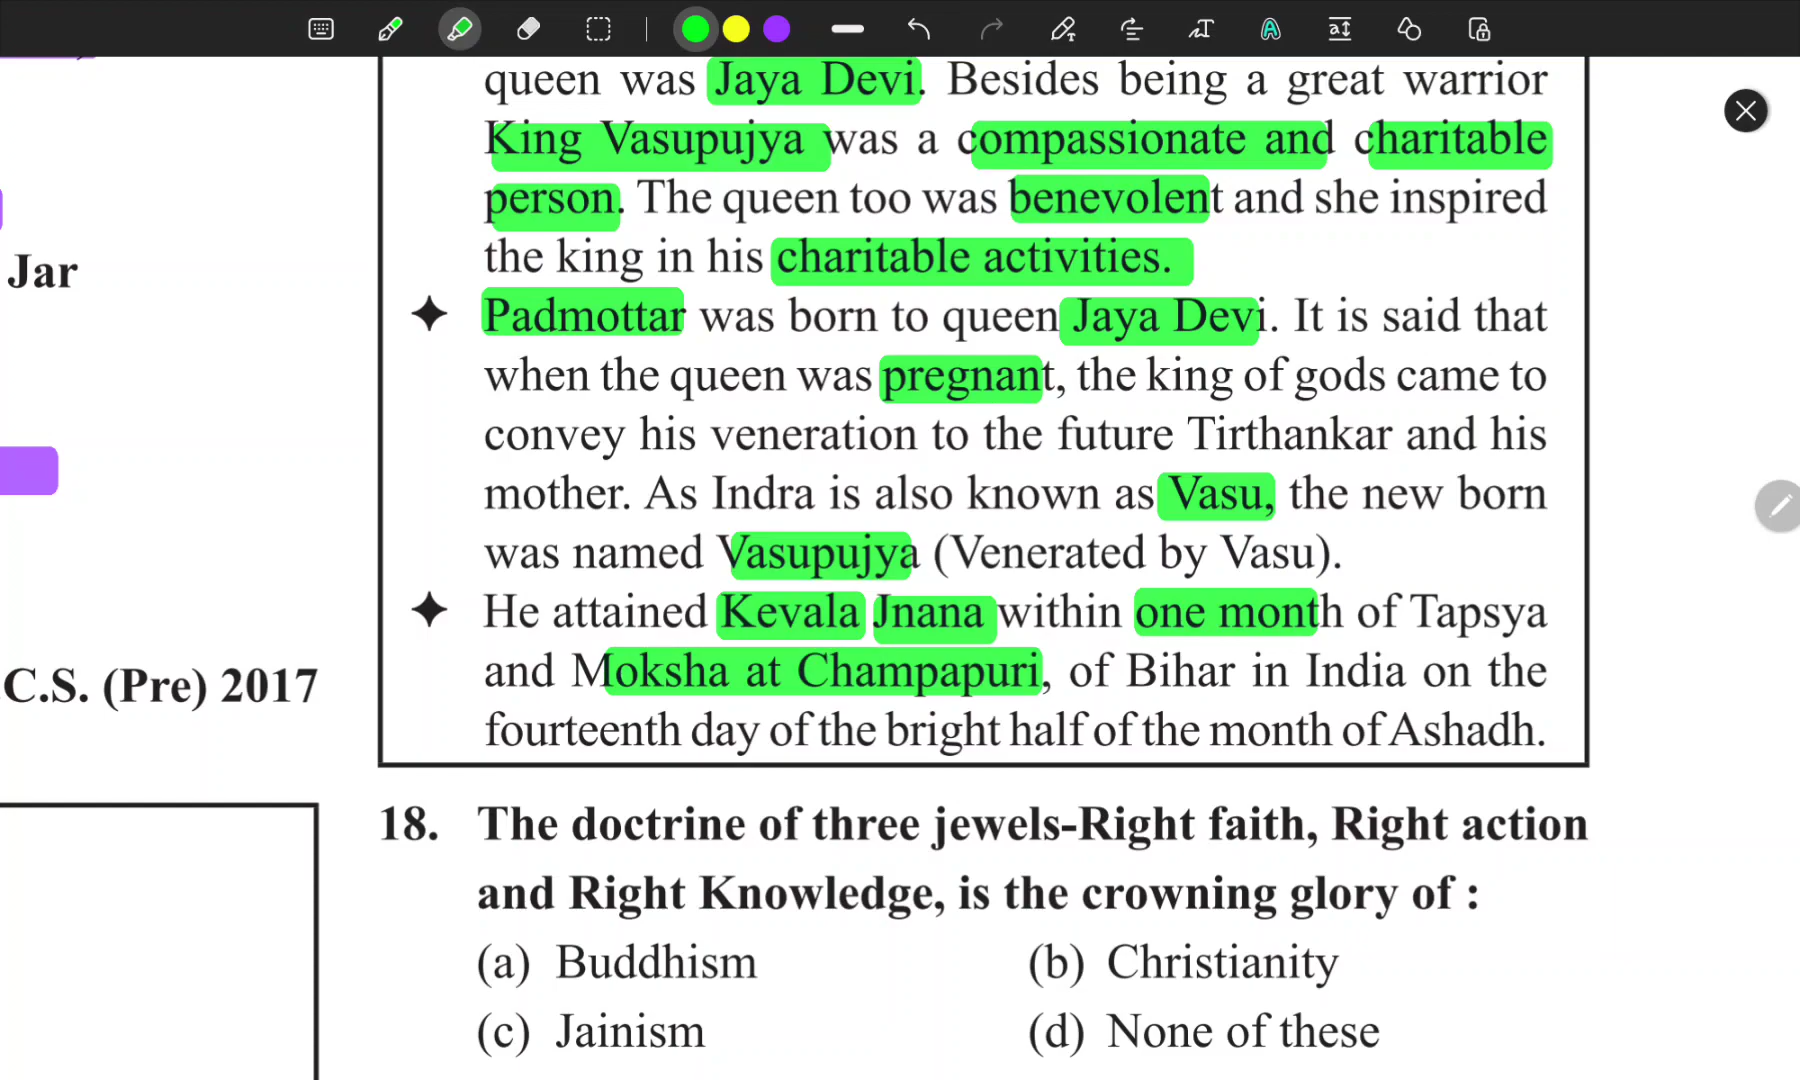 Jar
C.S. (Pre) 2017
queen was Jaya Devi. Besides being a great warrior
King Vasupujya was a compassionate and charitable
person. The queen too was benevolent and she inspired
the king in his charitable activities.
✦ Padmottar was born to queen Jaya Devi. It is said that
when the queen was pregnant, the king of gods came to
convey his veneration to the future Tirthankar and his
mother. As Indra is also known as Vasu, the new born
was named Vasupujya (Venerated by Vasu).
✦ He attained Kevala Jnana within one month of Tapsya
and Moksha at Champapuri, of Bihar in India on the
fourteenth day of the bright half of the month of Ashadh.
18. The doctrine of three jewels-Right faith, Right action
and Right Knowledge, is the crowning glory of :
(a) Buddhism (b) Christianity
(c) Jainism (d) None of these